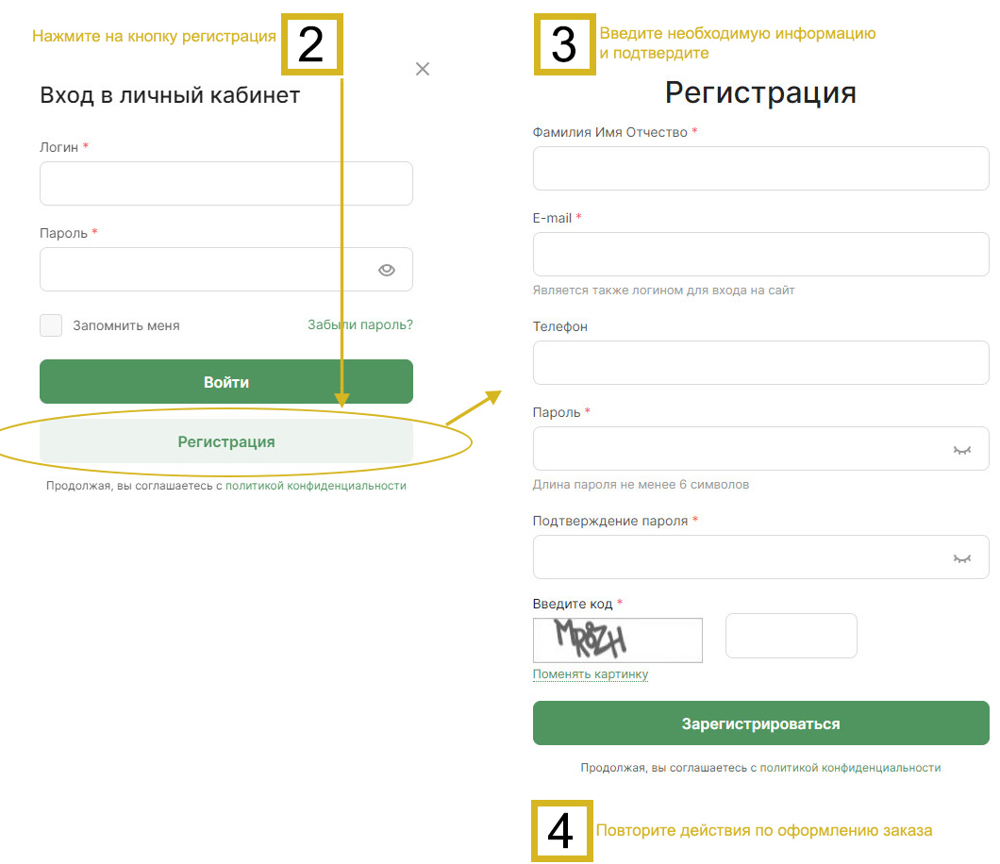 Нажмите на кнопку регистрация
2
Вход в личный кабинет
Логин *
Пароль *
Запомнить меня
Забыли пароль?
Войти
Регистрация
Продолжая, вы соглашаетесь с политикой конфиденциальности
3
Введите необходимую информацию
и подтвердите
Регистрация
Фамилия Имя Отчество *
E-mail *
Является также логином для входа на сайт
Телефон
Пароль *
Длина пароля не менее 6 символов
Подтверждение пароля *
Введите код *
MR8ZH
Поменять картинку
Зарегистрироваться
Продолжая, вы соглашаетесь с политикой конфиденциальности
4
Повторите действия по оформлению заказа